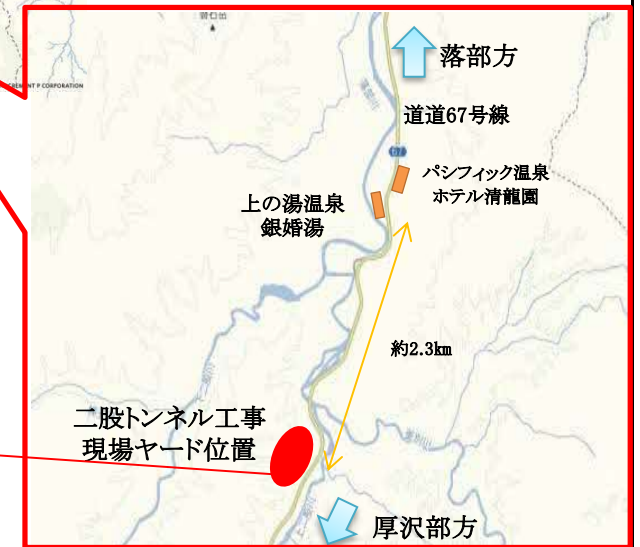 落部方
道道67号線
67
パシフィック温泉
ホテル清龍園
上の湯温泉
銀婚湯
約2.3㎞
二股トンネル工事
現場ヤード位置
厚沢部方